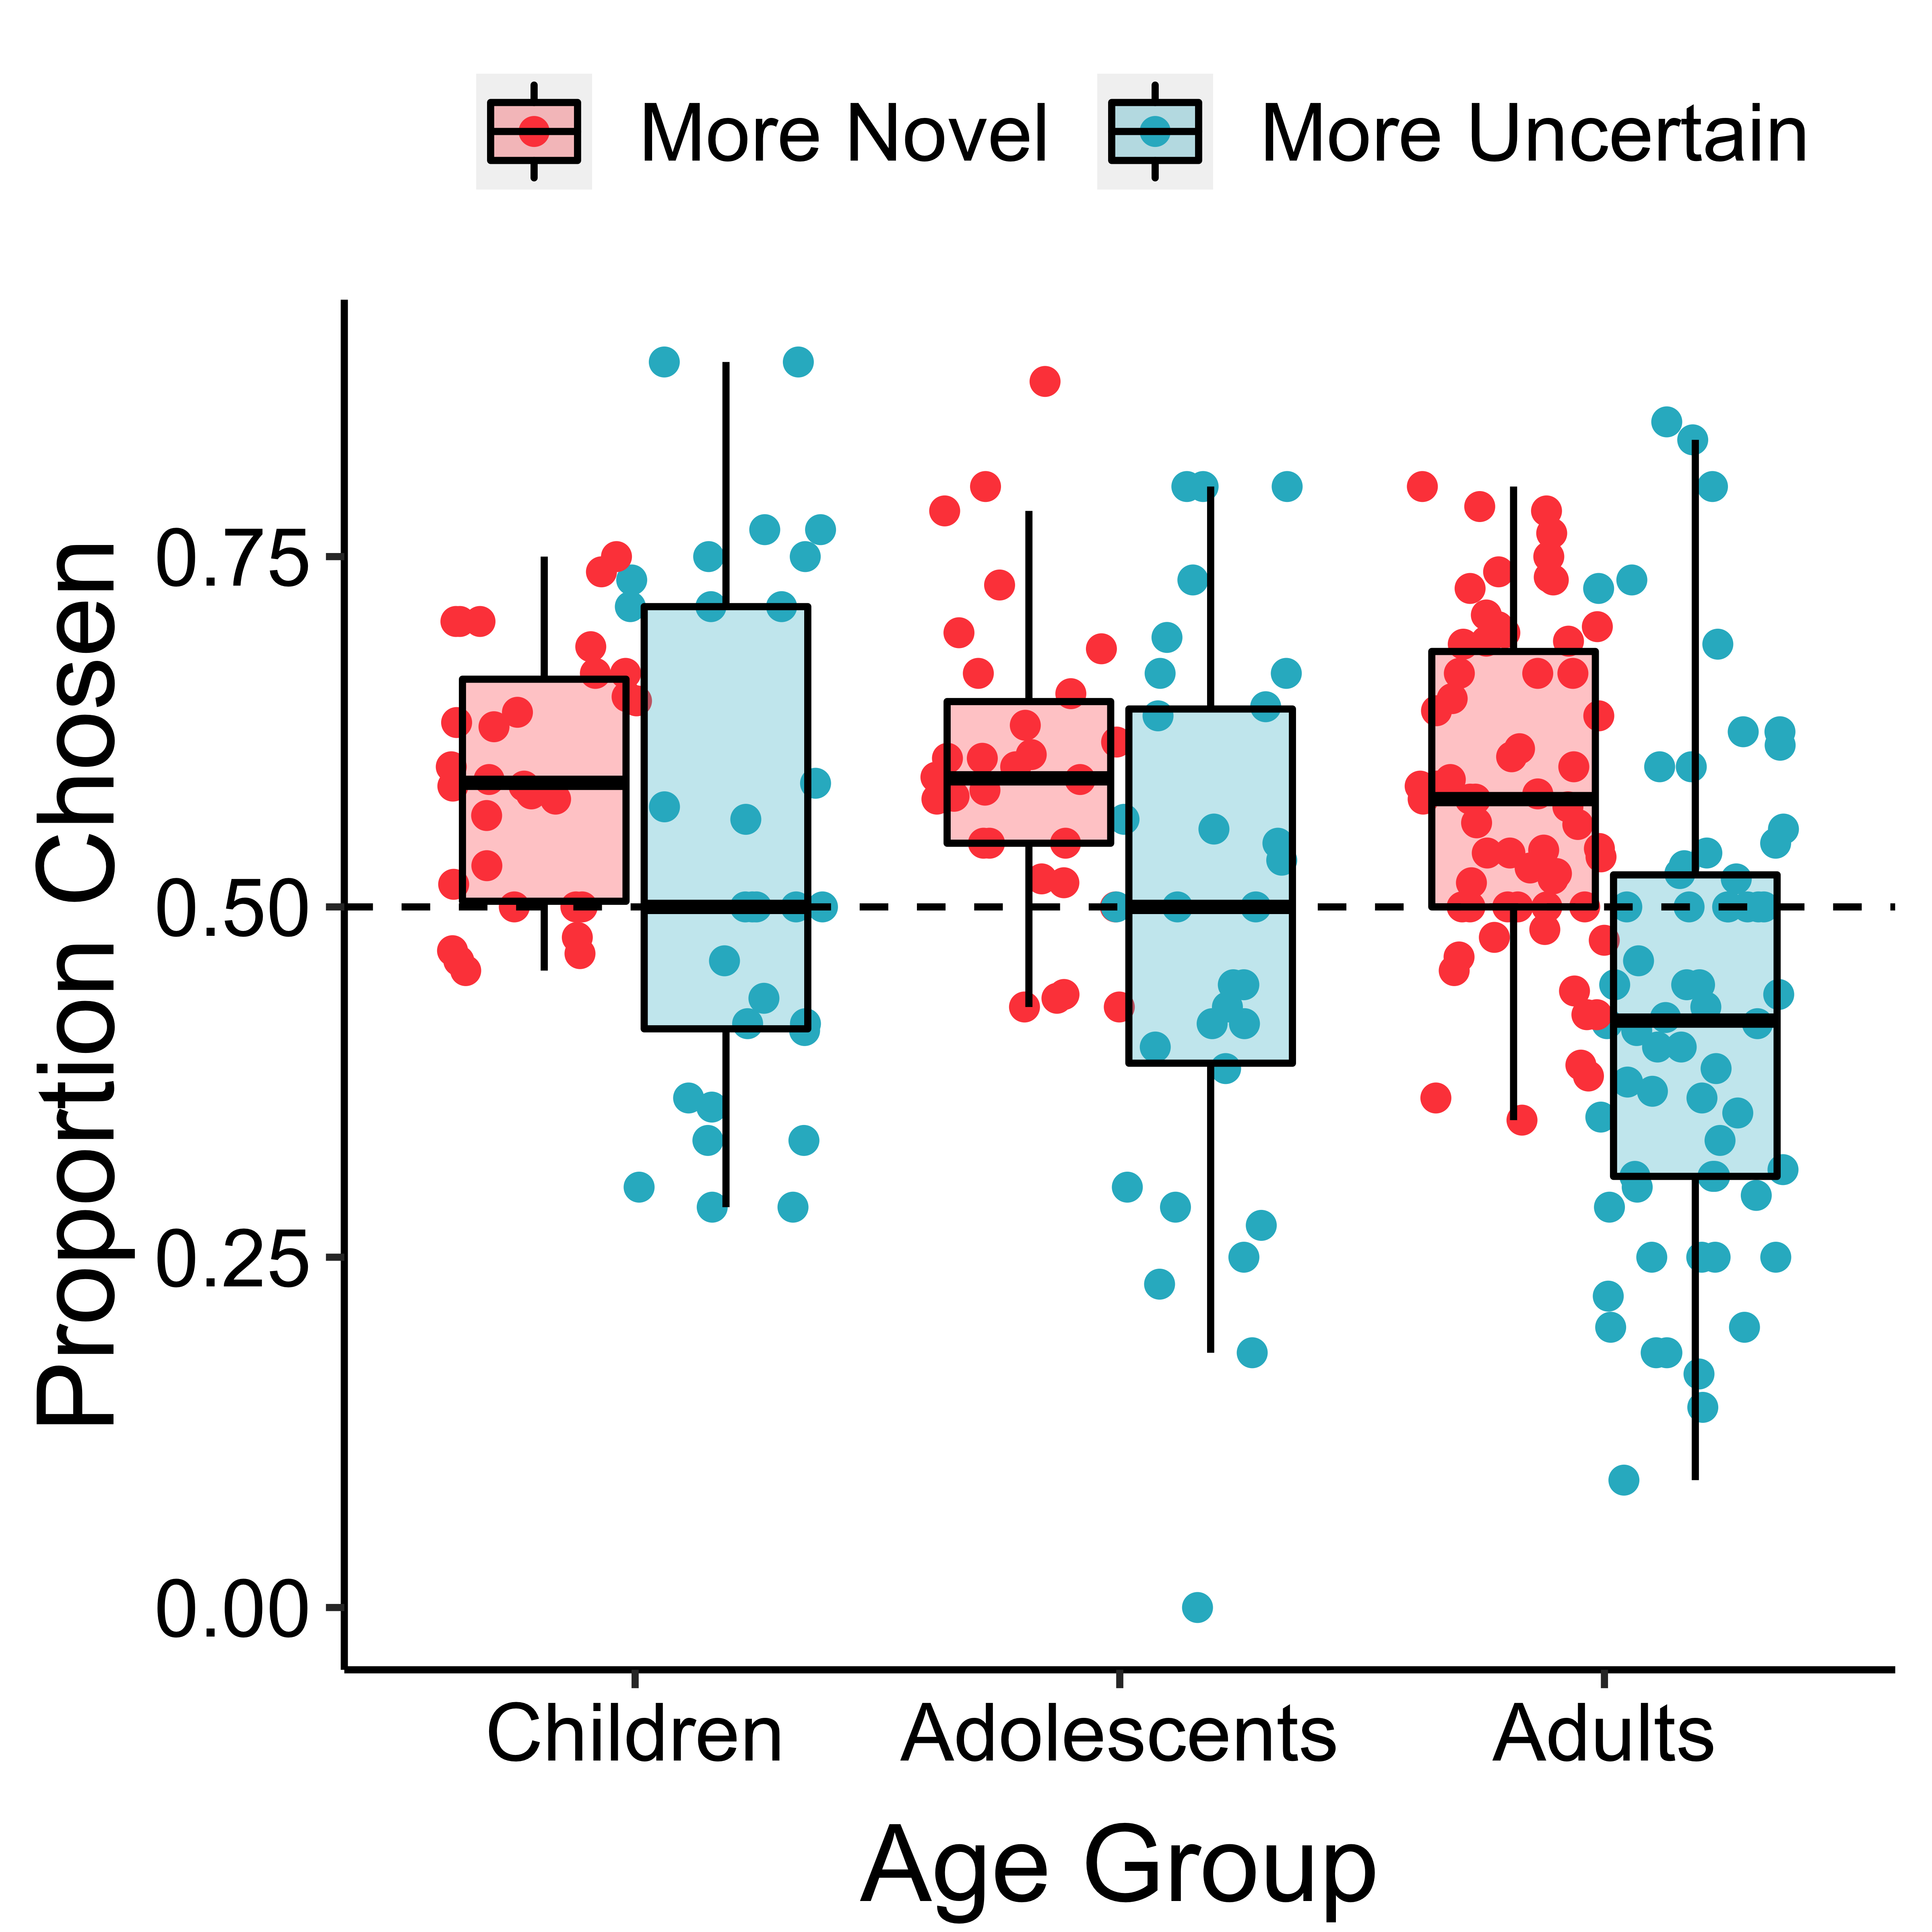 More Novel More Uncertain
Proportion Chosen
0.75
0.50
0.25
0.00
Children Adolescents Adults
Age Group